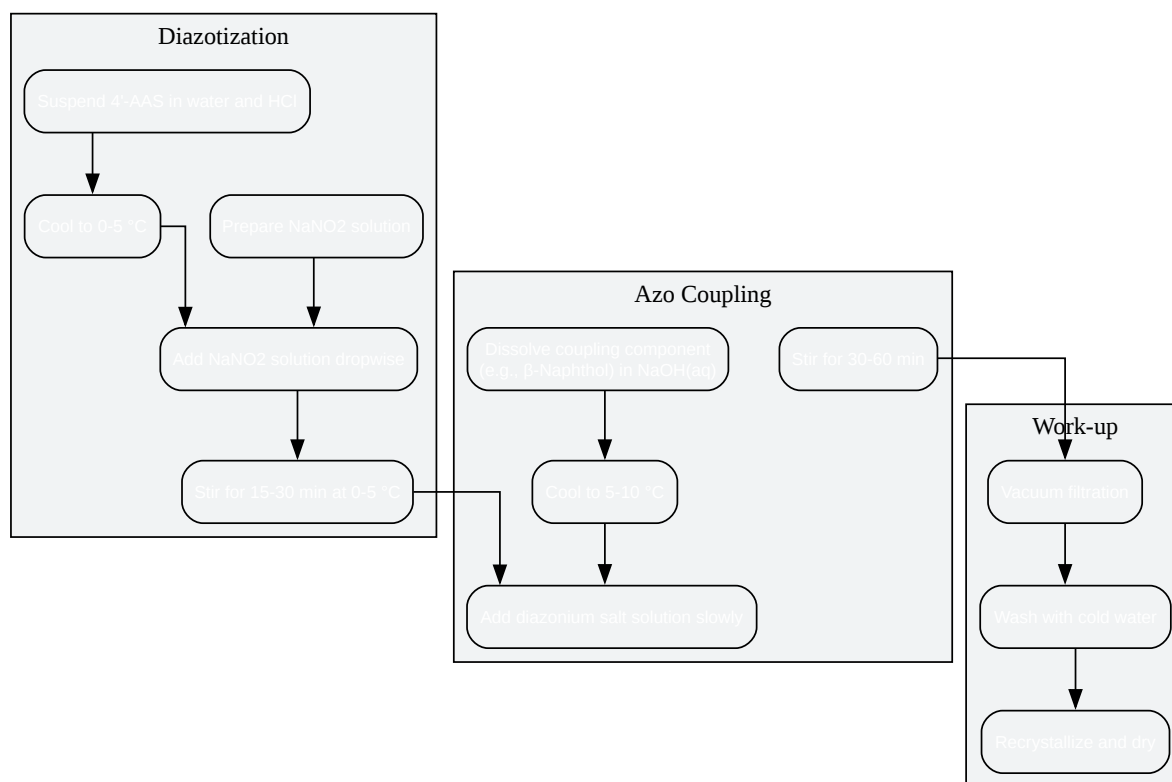 Diazotization
Suspend 4'-AAS in water and HCl
Cool to 0-5 °C
Prepare NaNO2 solution
Add NaNO2 solution dropwise
Stir for 15-30 min at 0-5 °C
Azo Coupling
Dissolve coupling component
(e.g., β-Naphthol) in NaOH(aq)
Stir for 30-60 min
Cool to 5-10 °C
Add diazonium salt solution slowly
Work-up
Vacuum filtration
Wash with cold water
Recrystallize and dry